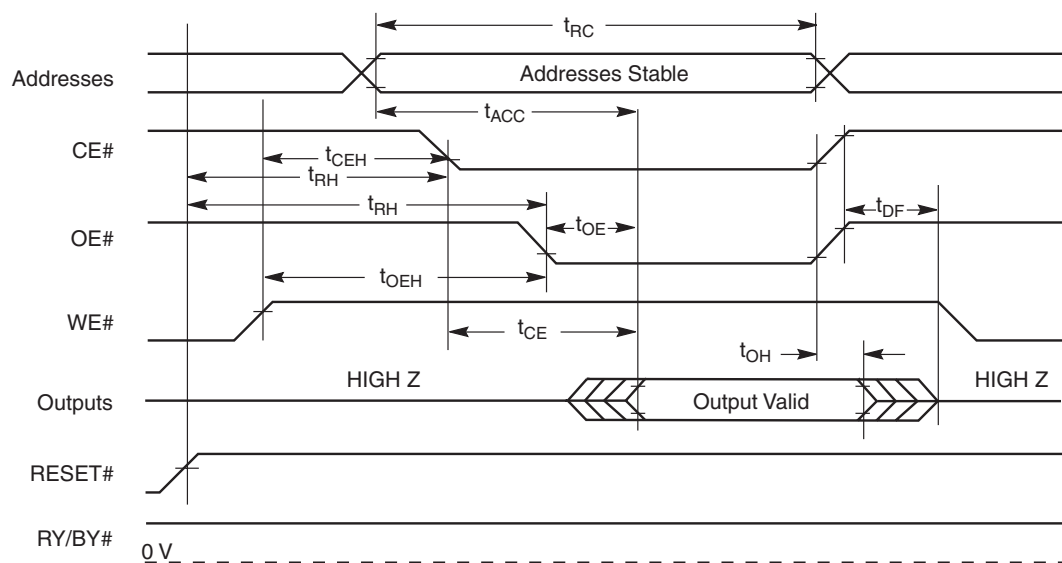 tRC
Addresses
Addresses Stable
tACC
CE#
tCEH
tRH
tRH
tDF
OE#
tOE
tOEH
WE#
tCE
tOH
HIGH Z
HIGH Z
Outputs
Output Valid
RESET#
RY/BY#
0 V